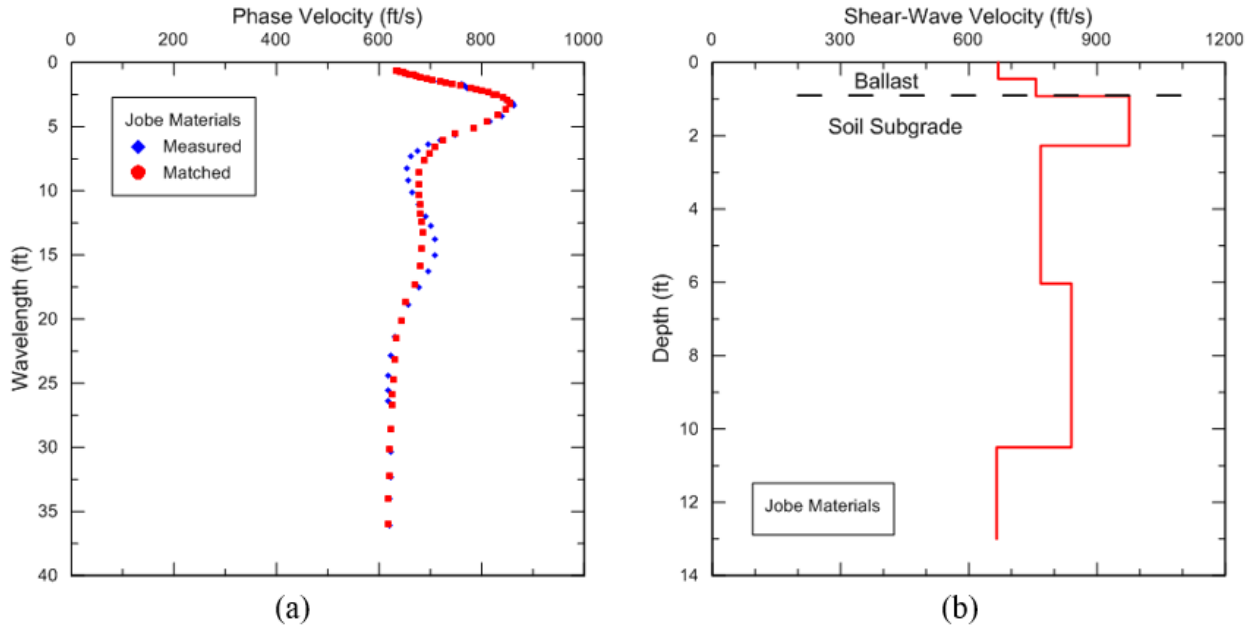 Phase Velocity (ft/s)
0 200 400 600 800 1000
0
5
10
15
20
25
30
35
40
Wavelength (ft)
Jobe Materials
Measured
Matched
(a)
Shear-Wave Velocity (ft/s)
0 300 600 900 1200
0
2
4
6
8
10
12
14
Depth (ft)
Ballast
Soil Subgrade
Jobe Materials
(b)